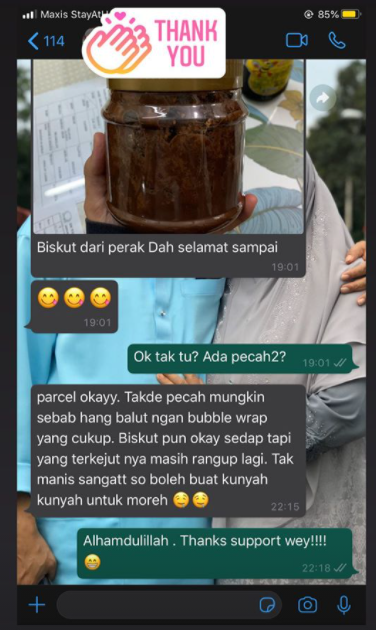 Maxis StayAtH
85%
THANK
YOU
114
Biskut dari perak Dah selamat sampai
19:01
19:01
Ok tak tu? Ada pecah2?
19:01
parcel okayy. Takde pecah mungkin
sebab hang balut ngan bubble wrap
yang cukup. Biskut pun okay sedap tapi
yang terkejut nya masih rangup lagi. Tak
manis sangatt so boleh buat kunyah
kunyah untuk moreh
22:15
Alhamdulillah . Thanks support wey!!!!
22:18